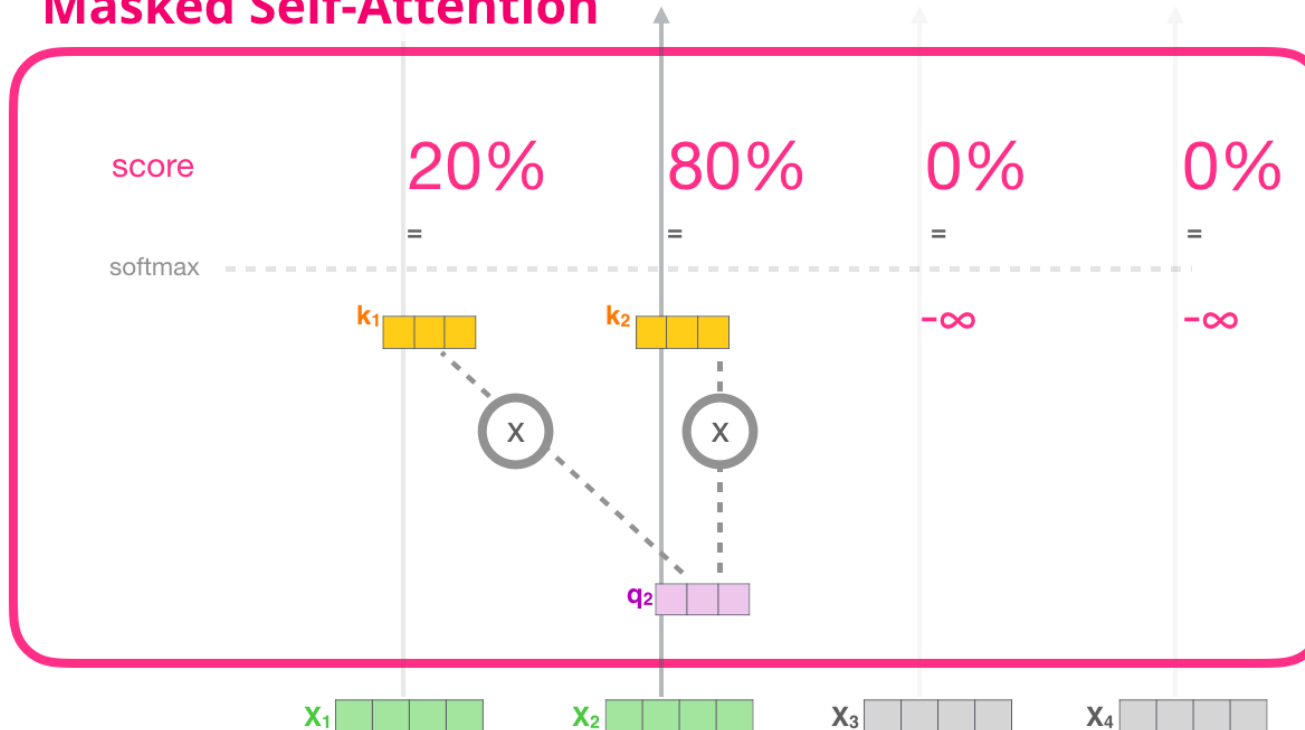 Masked Self-Attention
score 20% 80% 0% 0%
= = = =
softmax
k₁ k₂ -∞ -∞
X X
q₂
X₁ X₂ X₃ X₄